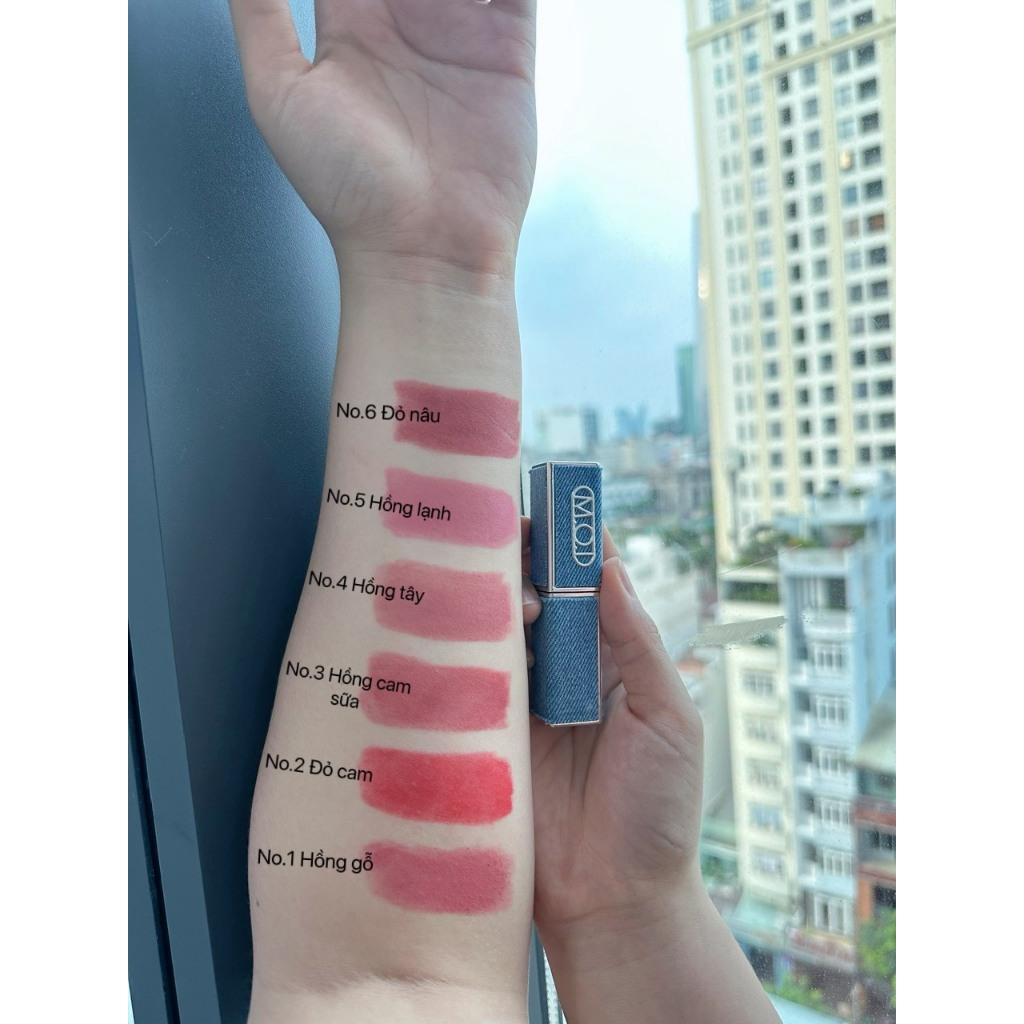 No.6 Đỏ nâu
No.5 Hồng lạnh
M.O.I
No.4 Hồng tây
No.3 Hồng cam
sữa
No.2 Đỏ cam
No.1 Hồng gỗ